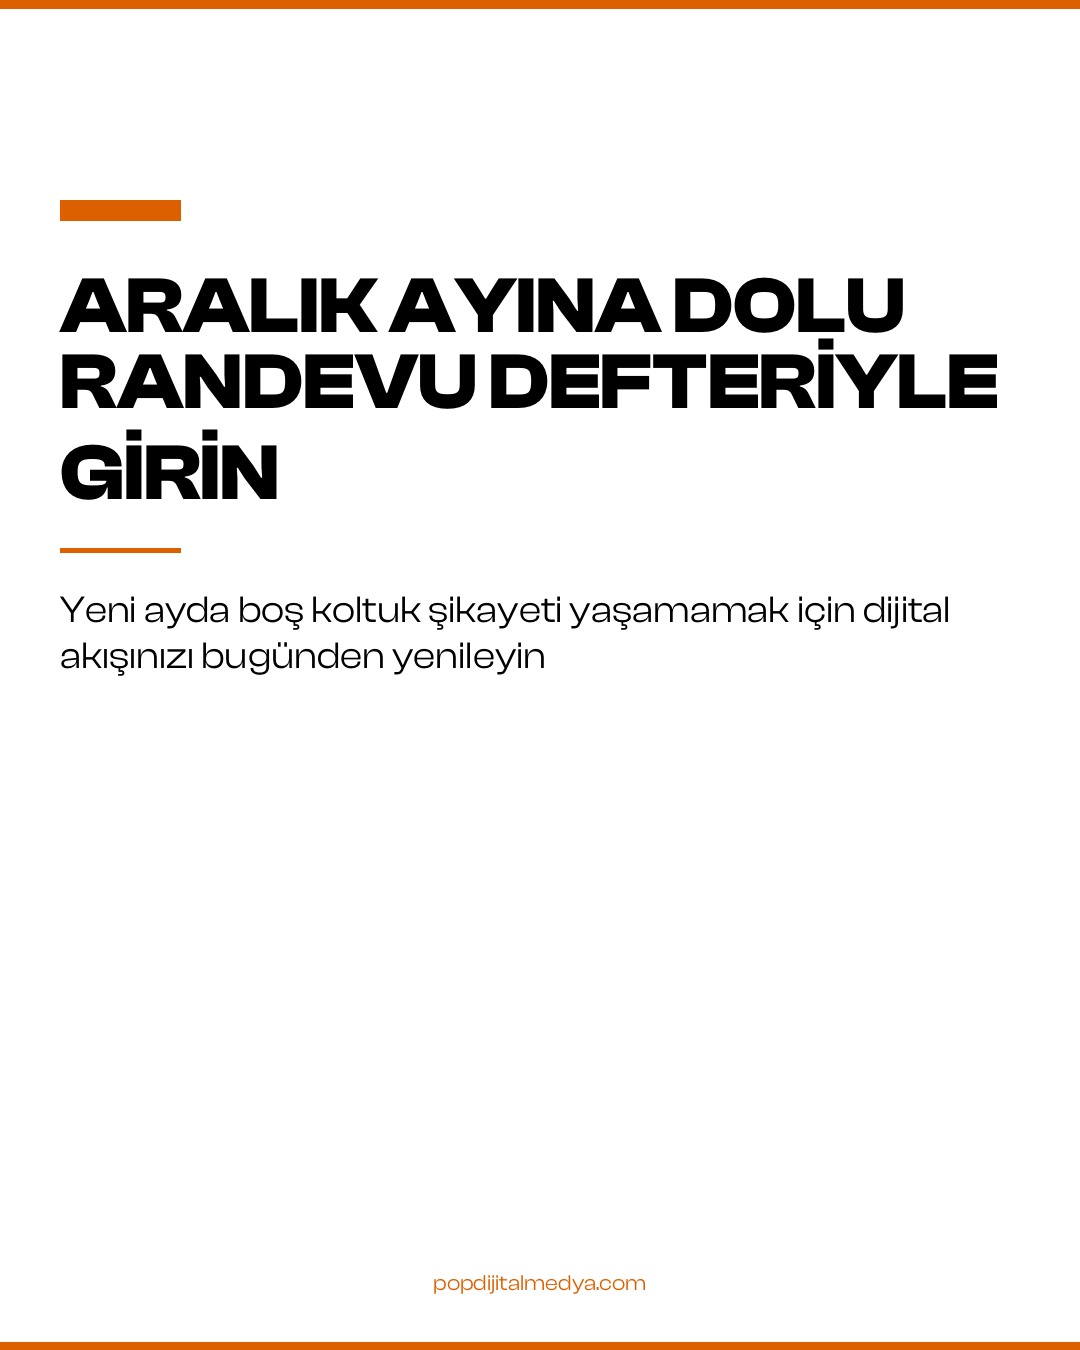 ARALIK AYINA DOLU
RANDEVU DEFTERİYLE
GİRİN
Yeni ayda boş koltuk şikayeti yaşamamak için dijital
akışınızı bugünden yenileyin
popdijitalmedya.com